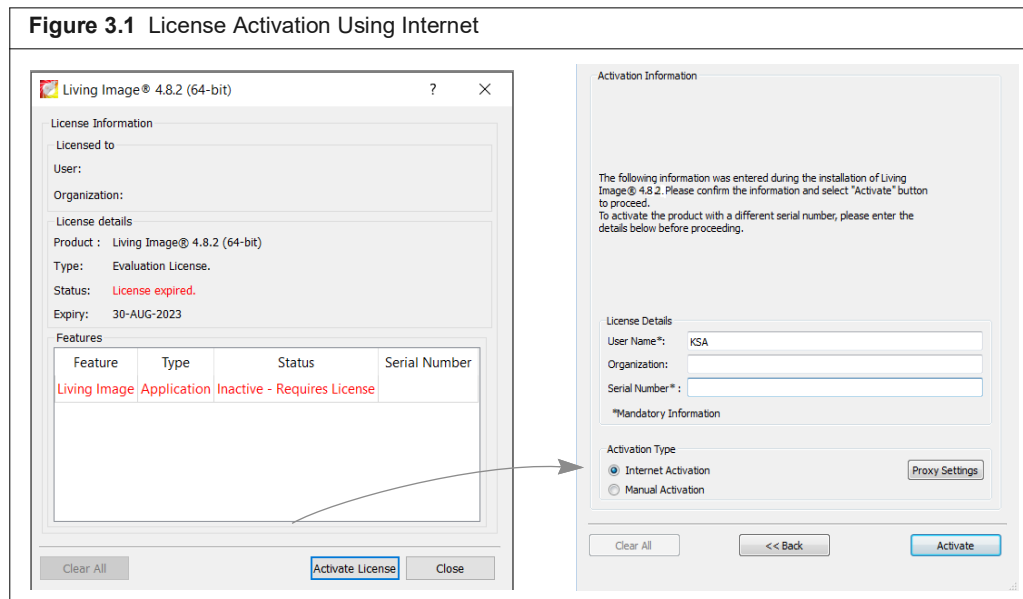 Figure 3.1 License Activation Using Internet
Living Image® 4.8.2 (64-bit)
?
License Information
Licensed to
User:
Organization:
License details
Product : Living Image® 4.8.2 (64-bit)
Type: Evaluation License.
Status: License expired.
Expiry: 30-AUG-2023
Features
Feature Type Status Serial Number
Living Image Application Inactive - Requires License
Clear All Activate License Close
Activation Information
The following information was entered during the installation of Living
Image® 4.8.2. Please confirm the information and select "Activate" button
to proceed.
To activate the product with a different serial number, please enter the
details below before proceeding.
License Details
User Name*: KSA
Organization:
Serial Number* :
*Mandatory Information
Activation Type
Internet Activation Proxy Settings
Manual Activation
Clear All << Back Activate